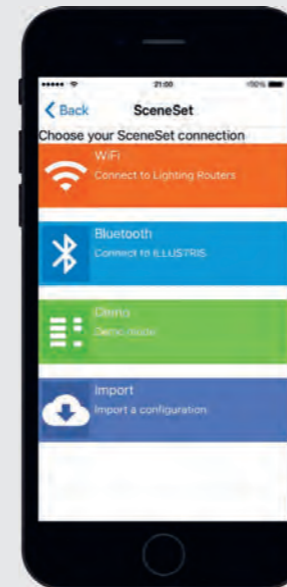 21:00
Back SceneSet
Choose your SceneSet connection
WiFi
Connect to Lighting Routers
Bluetooth
Connect to ILLUSTRIS
Demo
Demo mode
Import
Import a configuration